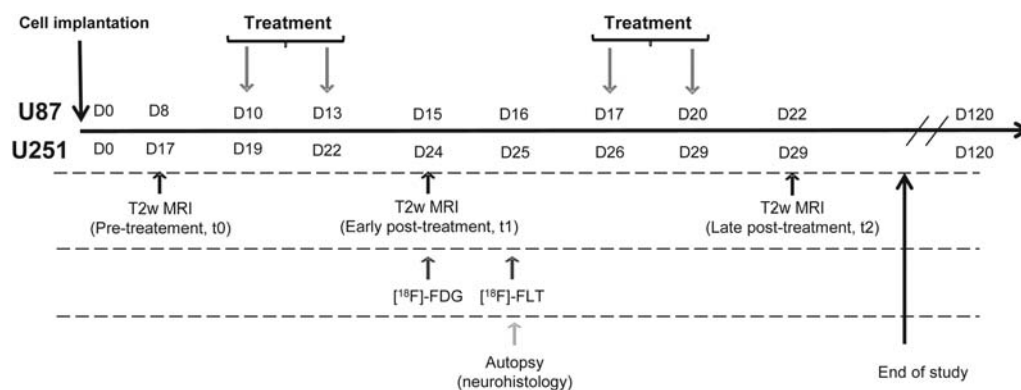 Cell implantation
Treatment
Treatment
U87 D0 D8 D10 D13 D15 D16 D17 D20 D22 D120
U251 D0 D17 D19 D22 D24 D25 D26 D29 D29 D120
T2w MRI
(Pre-treatement, t0)
T2w MRI
(Early post-treatment, t1)
T2w MRI
(Late post-treatment, t2)
[¹⁸F]-FDG
[¹⁸F]-FLT
Autopsy
(neurohistology)
End of study